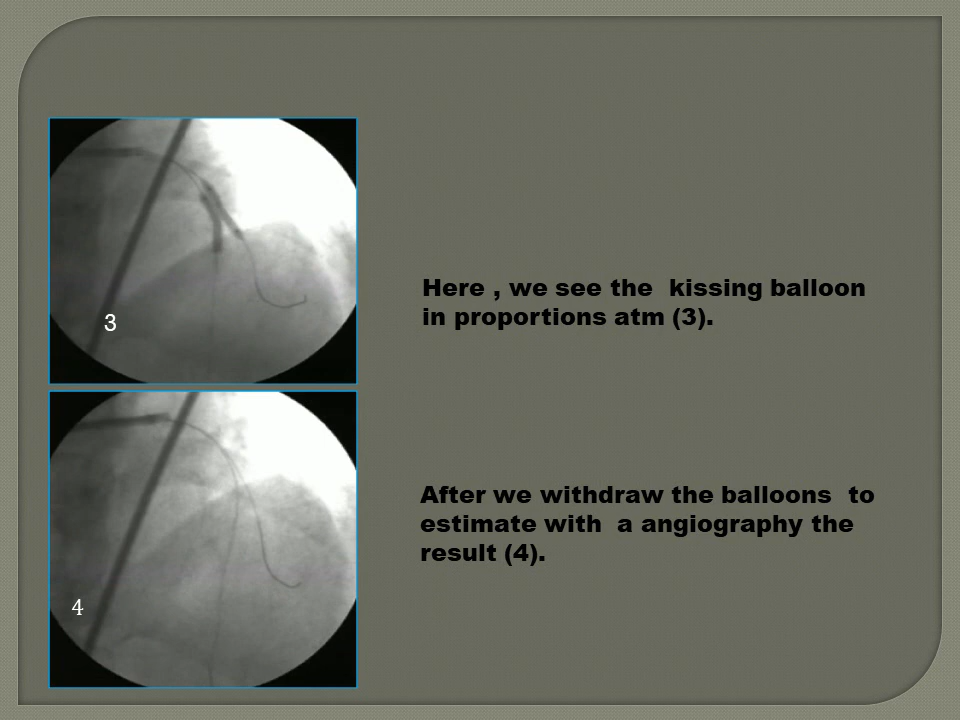 3
Here , we see the  kissing balloon
in proportions atm (3).
4
After we withdraw the balloons  to
estimate with  a angiography the
result (4).